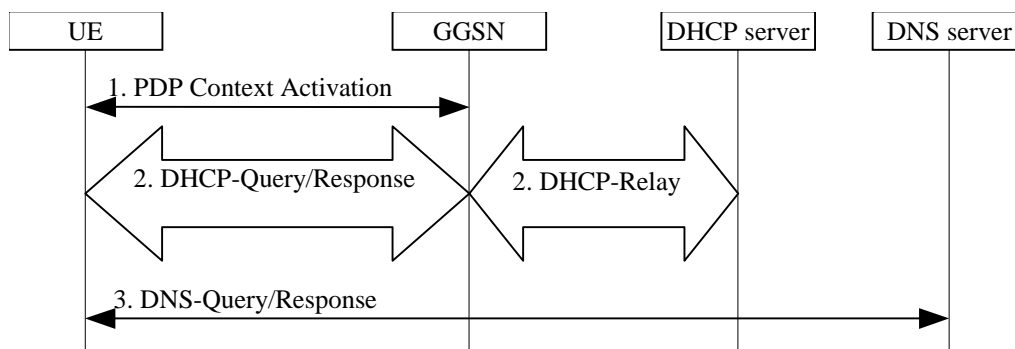 UE
GGSN
DHCP server
DNS server
1. PDP Context Activation
2. DHCP-Query/Response
2. DHCP-Relay
3. DNS-Query/Response